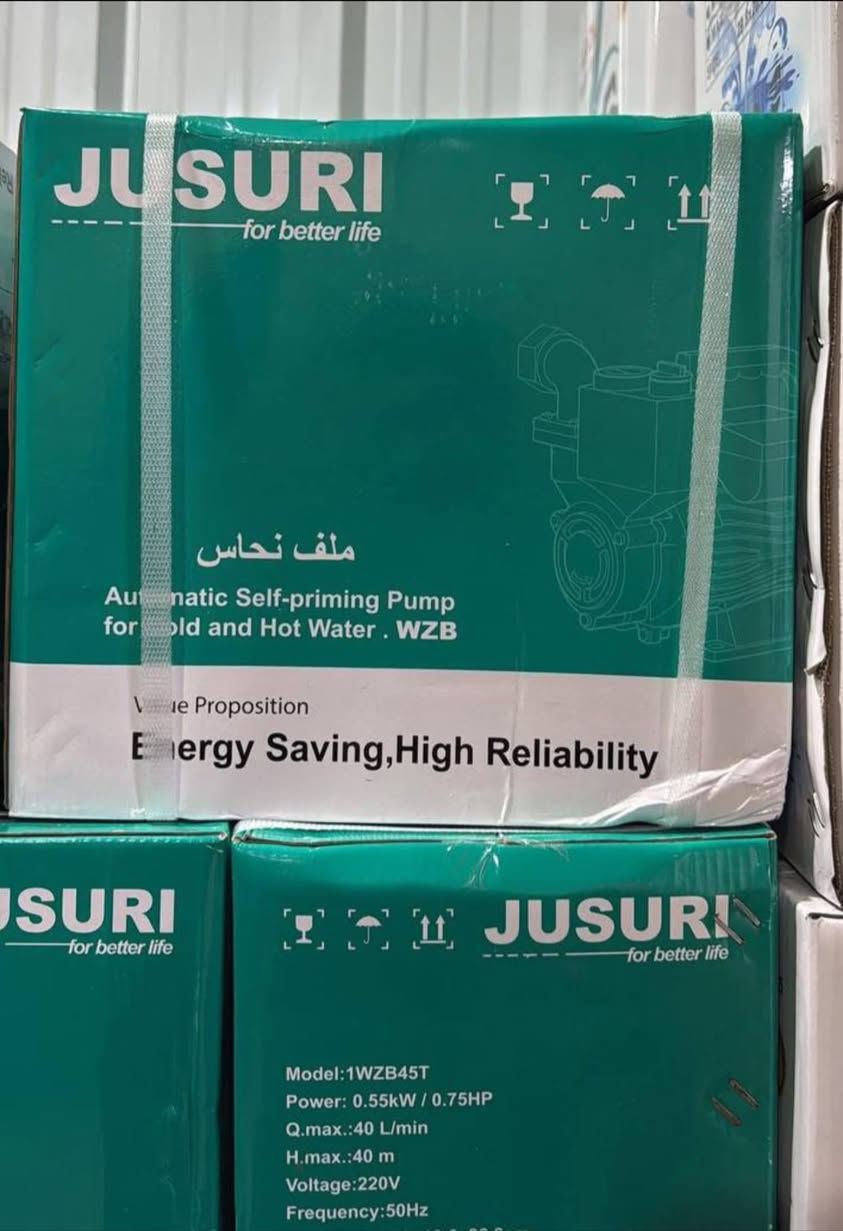 JUSURI
for better life
ملف نحاس
Automatic Self-priming Pump
for Cold and Hot Water . WZB
Value Proposition
Energy Saving,High Reliability
JSURI
for better life
JUSURI
for better life
Model:1WZB45T
Power: 0.55kW / 0.75HP
Q.max.:40 L/min
H.max.:40 m
Voltage:220V
Frequency:50Hz